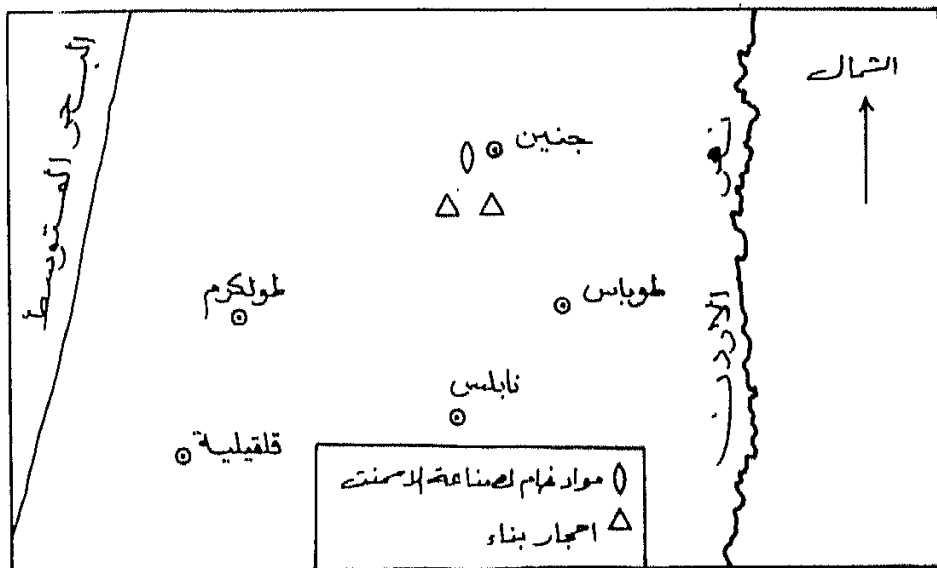 الشمال
البحر المتوسط
نهر الأردن
جنين
طولكرم
طوباس
نابلس
قلقيلية
مواد خام لصناعة الاسمنت
احجار بناء